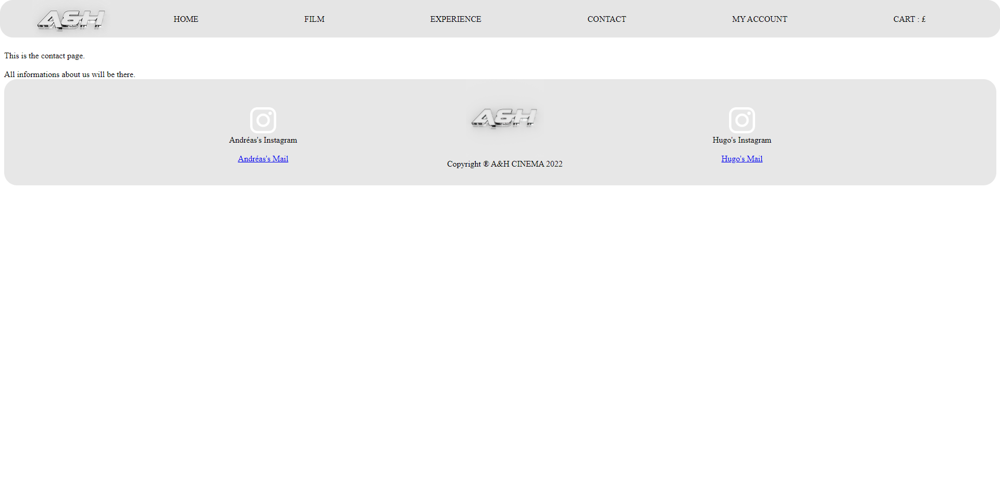 A&H
HOME
FILM
EXPERIENCE
CONTACT
MY ACCOUNT
CART : £
This is the contact page.
All informations about us will be there.
Andréas's Instagram
Andréas's Mail
A&H
Copyright ® A&H CINEMA 2022
Hugo's Instagram
Hugo's Mail